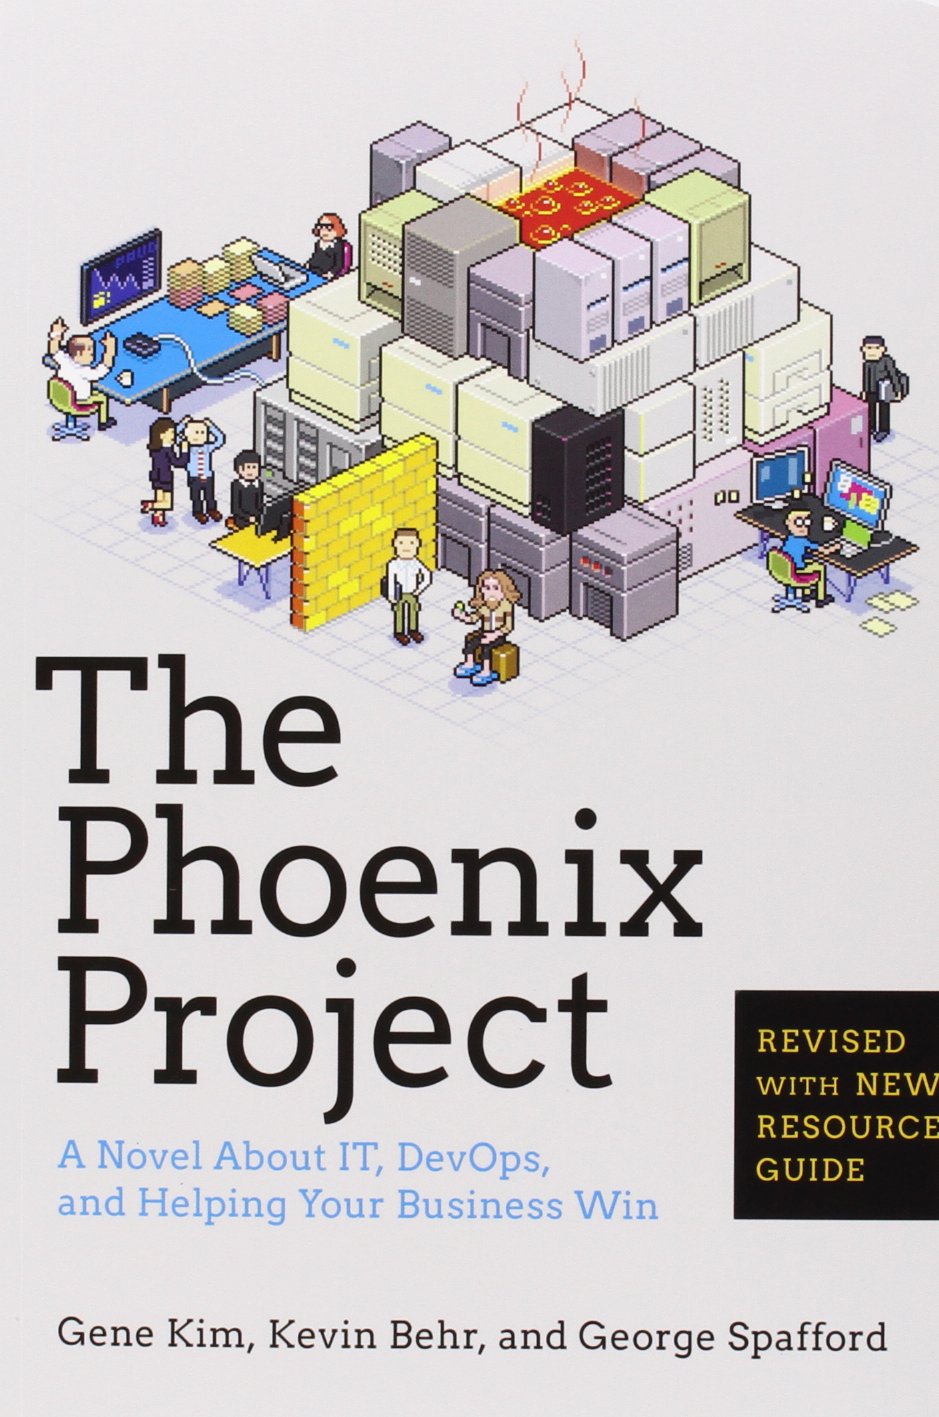 The
Phoenix
Project
A Novel About IT, DevOps,
and Helping Your Business Win
REVISED
WITH NEW
RESOURCE
GUIDE
Gene Kim, Kevin Behr, and George Spafford